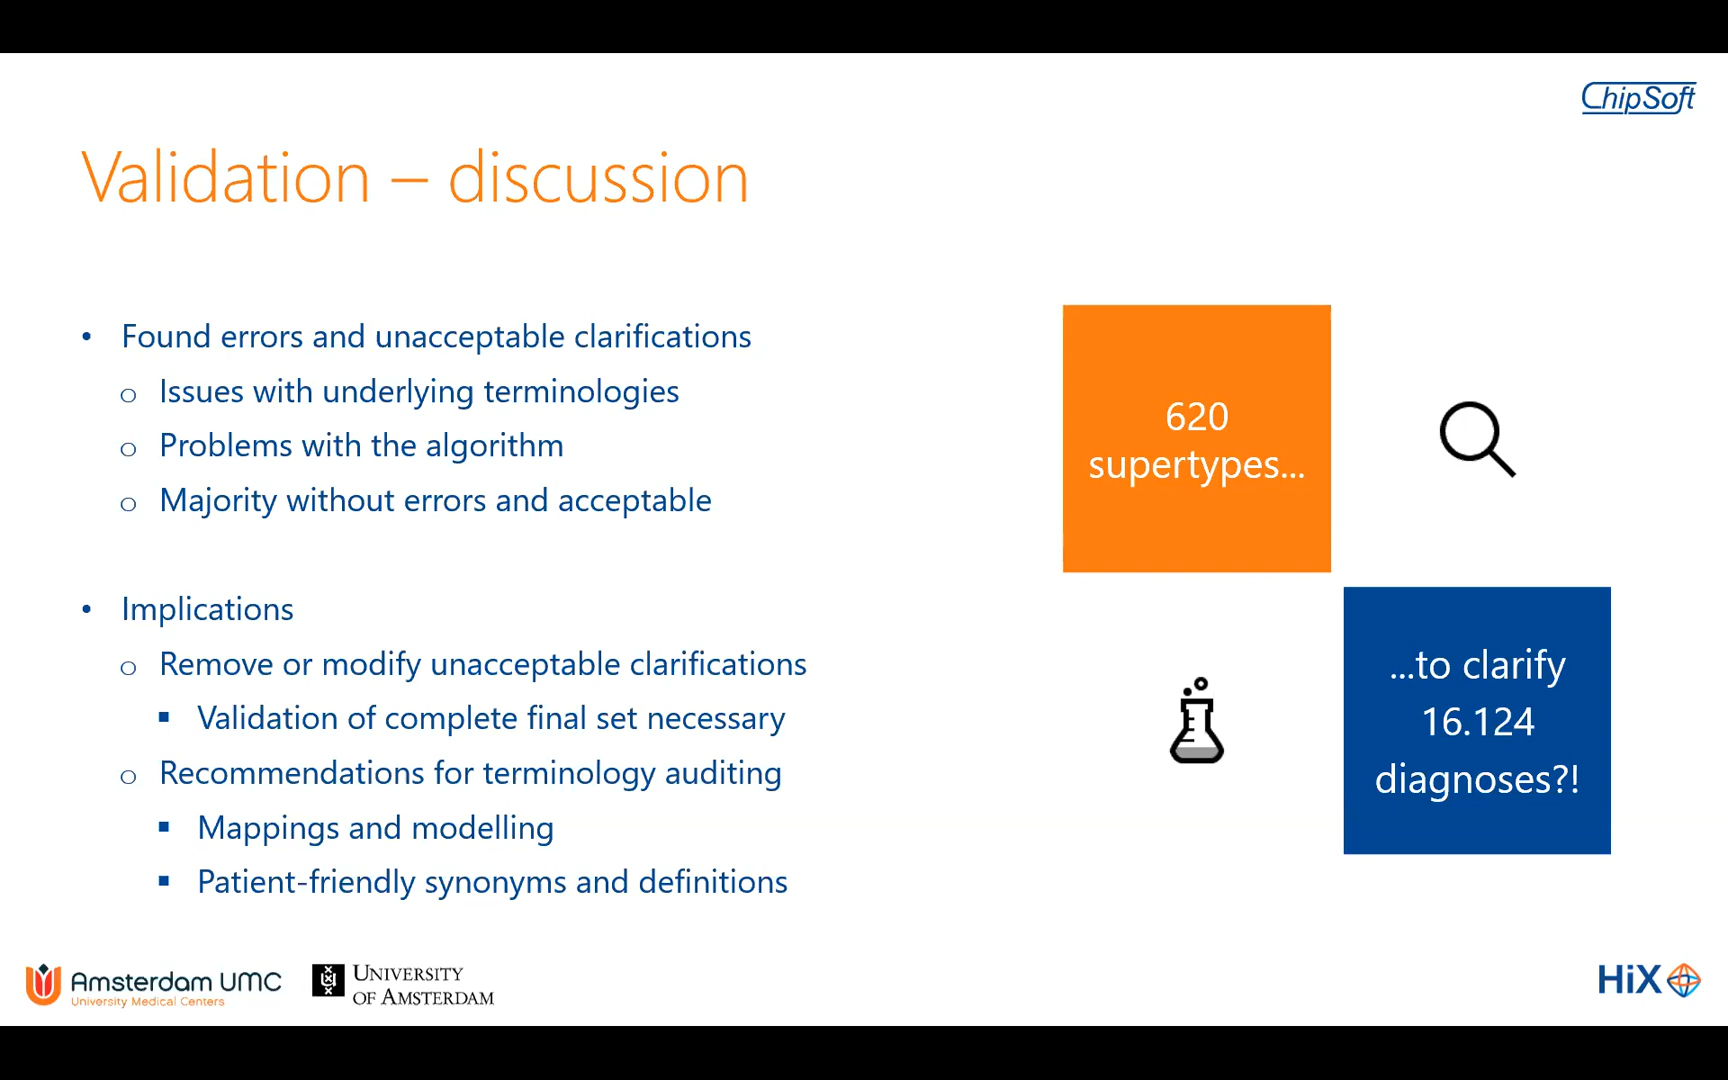 ChipSoft
Validation – discussion
• Found errors and unacceptable clarifications
o Issues with underlying terminologies
o Problems with the algorithm
o Majority without errors and acceptable
• Implications
o Remove or modify unacceptable clarifications
▪ Validation of complete final set necessary
o Recommendations for terminology auditing
▪ Mappings and modelling
▪ Patient-friendly synonyms and definitions
620
supertypes...
...to clarify
16.124
diagnoses?!
Amsterdam UMC
University Medical Centers
UNIVERSITY
OF AMSTERDAM
HiX